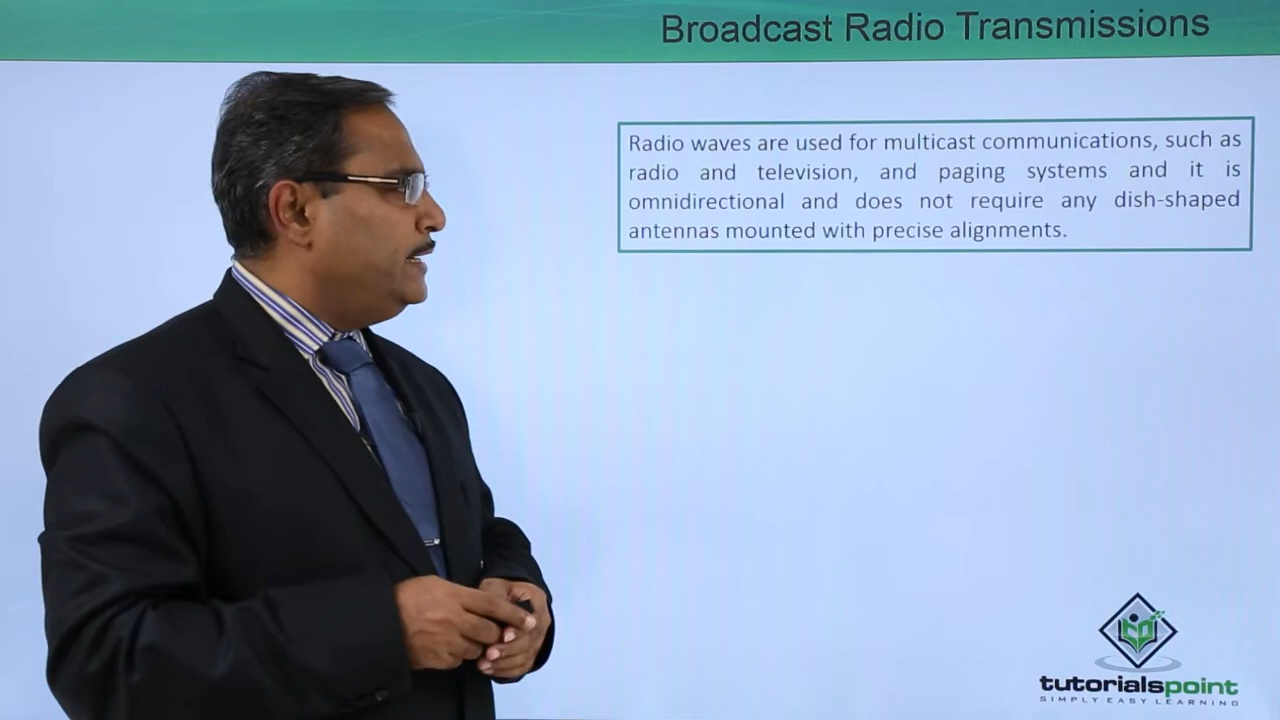 Broadcast Radio Transmissions
Radio waves are used for multicast communications, such as
radio and television, and paging systems and it is
omnidirectional and does not require any dish-shaped
antennas mounted with precise alignments.
tutorialspoint
SIMPLY EASY LEARNING